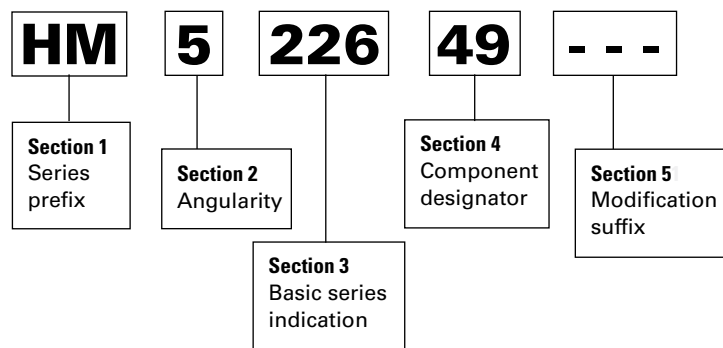 HM 5 226 49 - - -
Section 1
Series
prefix
Section 2
Angularity
Section 3
Basic series
indication
Section 4
Component
designator
Section 5
Modification
suffix